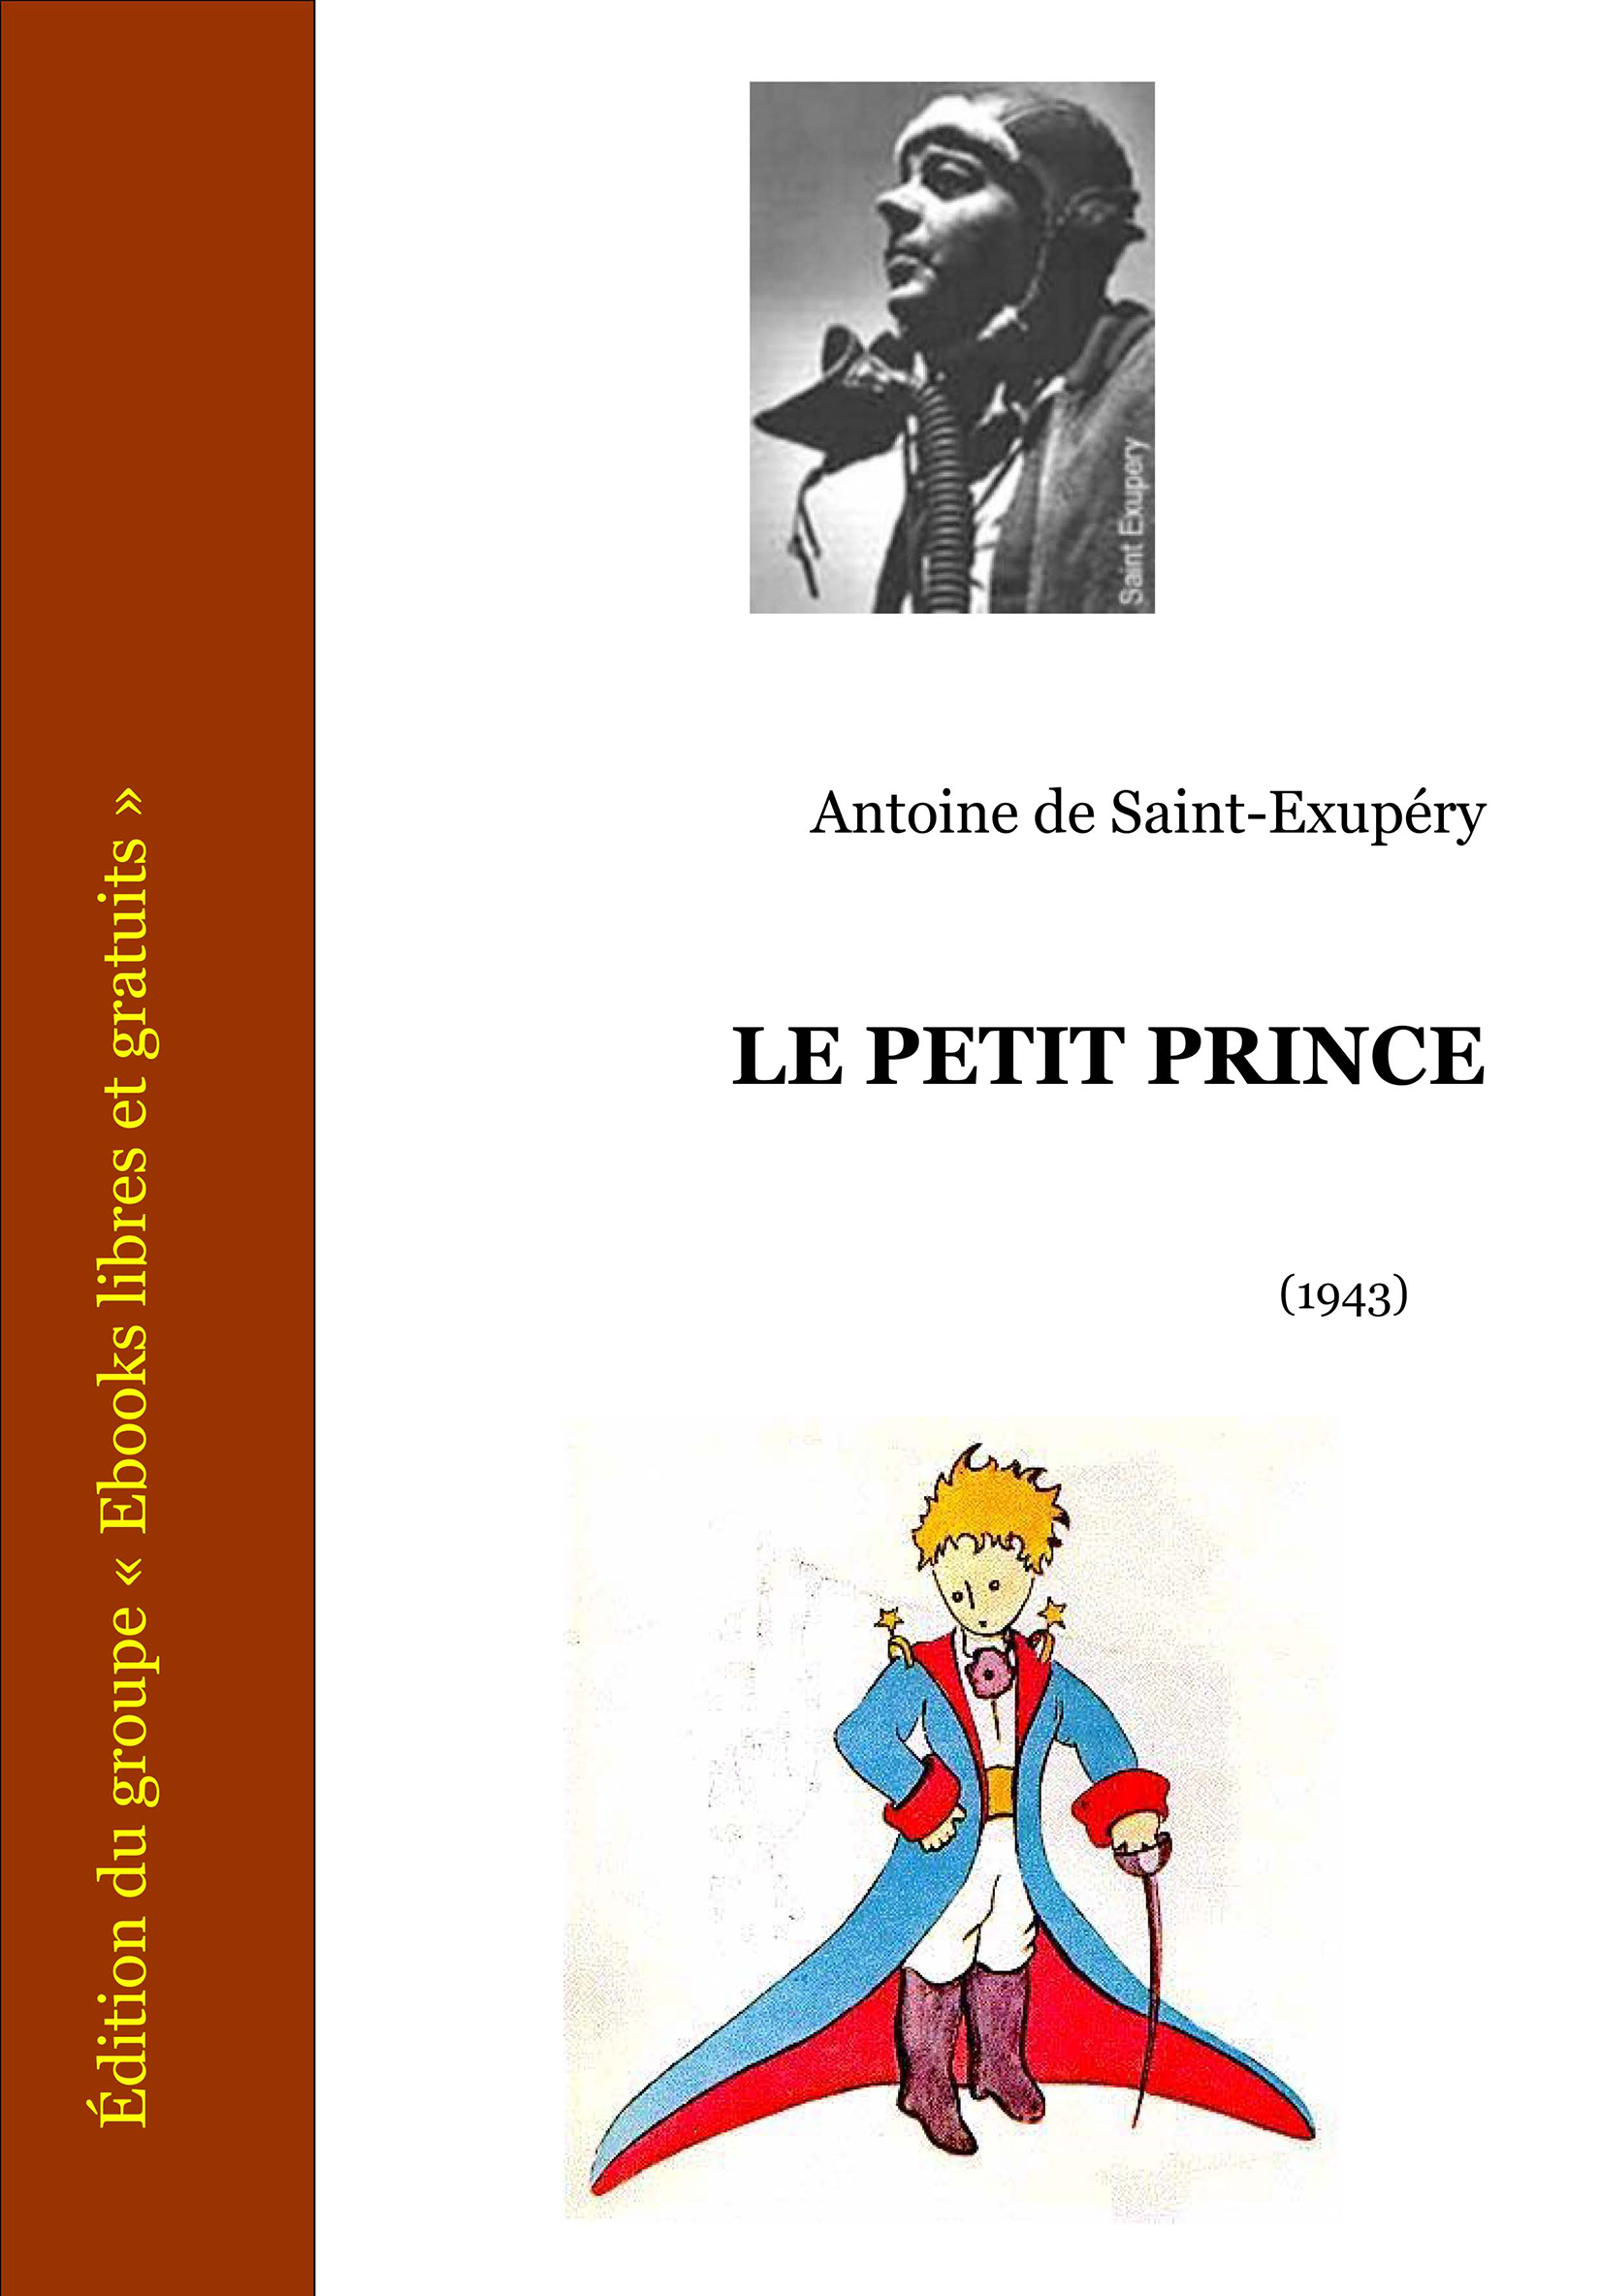 Saint Exupery
Antoine de Saint-Exupéry
LE PETIT PRINCE
(1943)
Édition du groupe « Ebooks libres et gratuits »